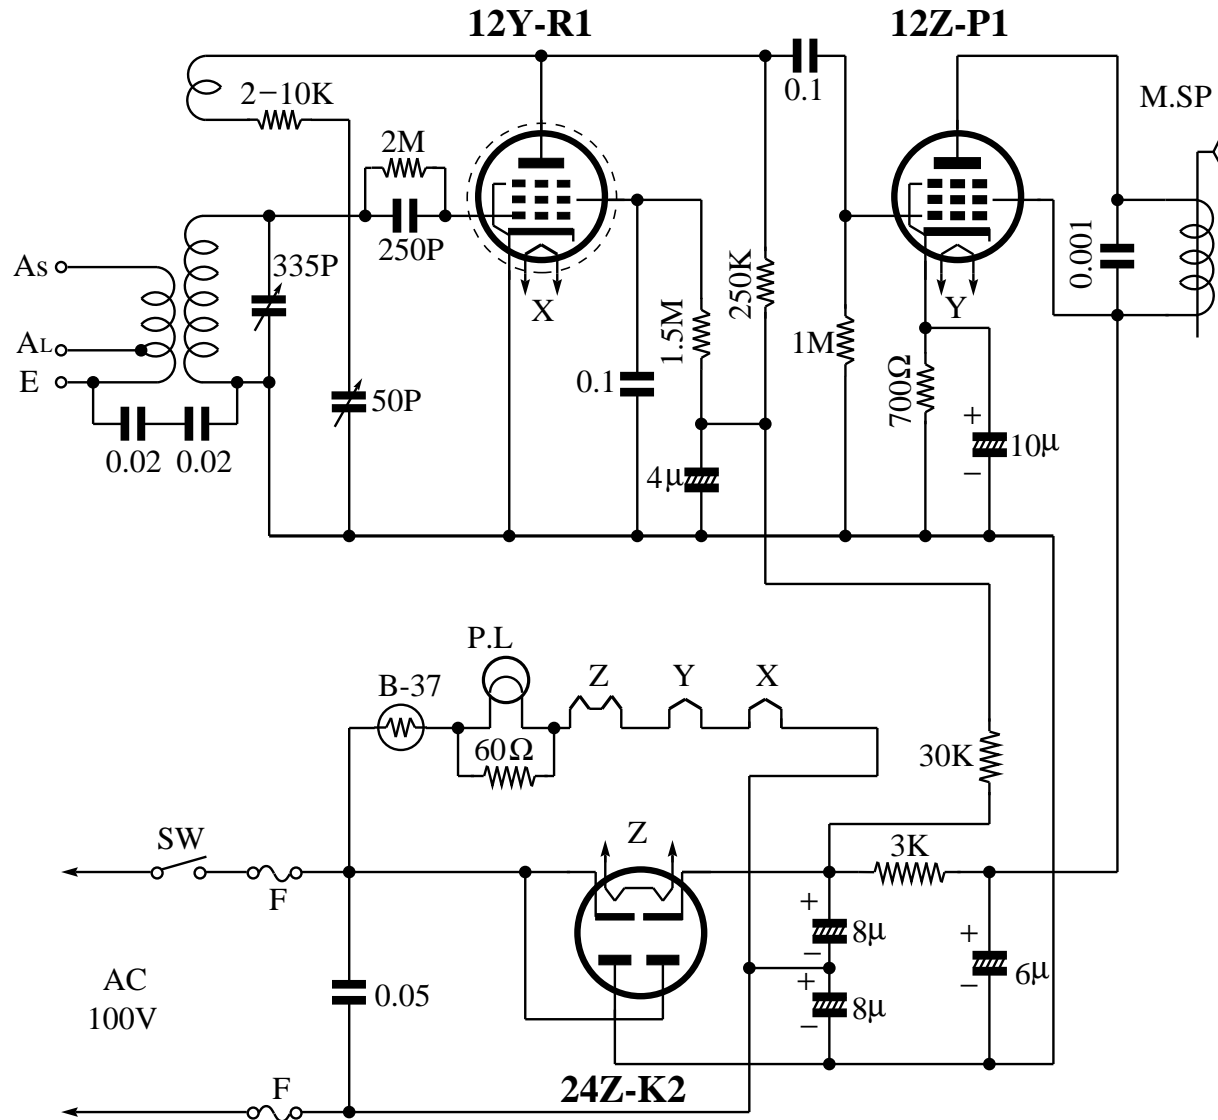 12Y-R1
12Z-P1
2−10K
0.1
M.SP
2M
250P
As
335P
X
1.5M
250K
1M
Y
0.001
AL
E
50P
0.1
700Ω
+
10μ
−
0.02
0.02
4μ
P.L
B-37
Z
Y
X
60Ω
30K
SW
F
Z
3K
+
8μ
−
+
6μ
−
AC
100V
0.05
+
8μ
−
F
24Z-K2